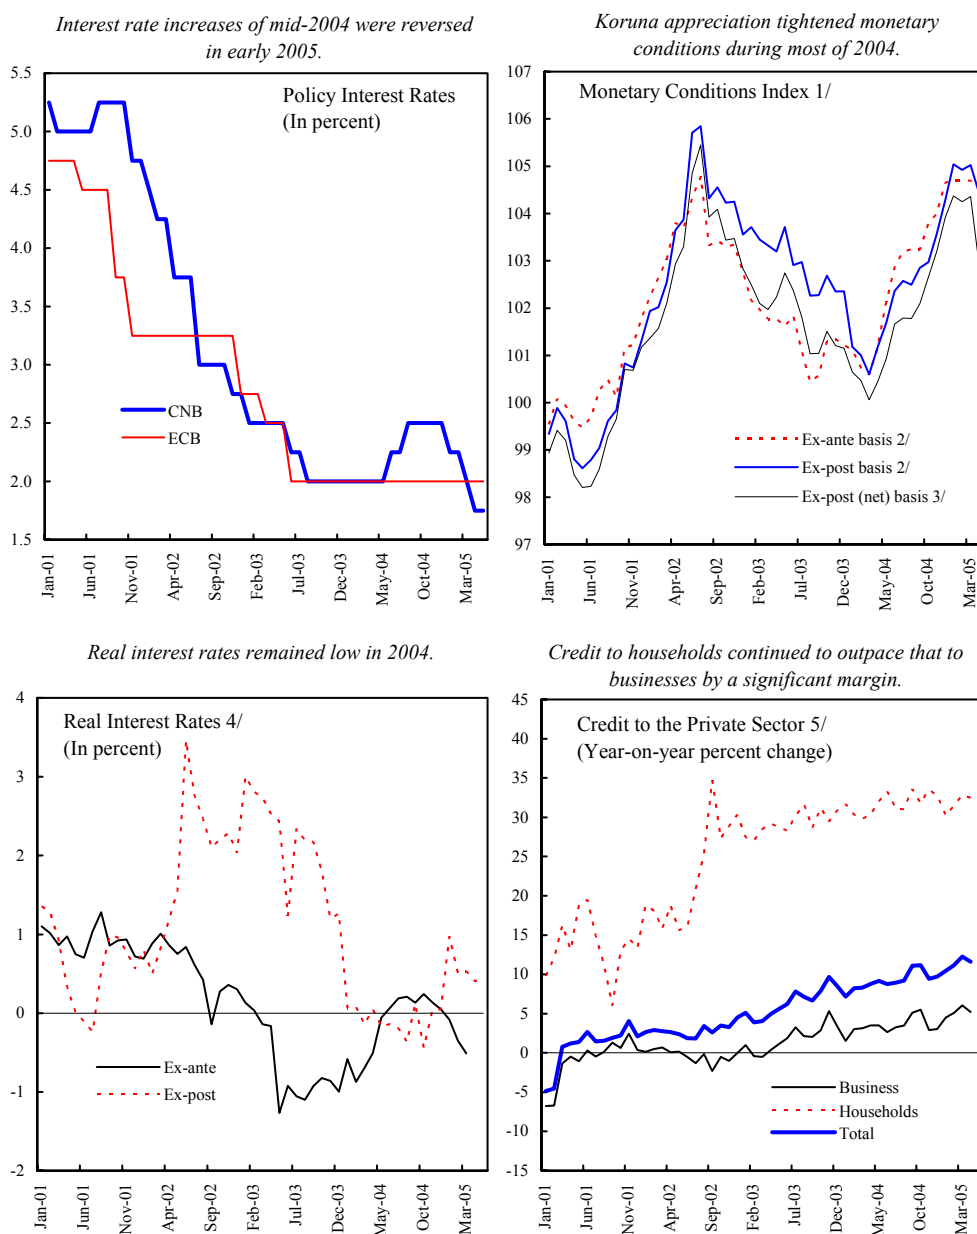 Interest rate increases of mid-2004 were reversed
in early 2005.
5.5
5.0
4.5
4.0
3.5
3.0
2.5
2.0
1.5
Policy Interest Rates
(In percent)
CNB
ECB
Jan-01
Jun-01
Nov-01
Apr-02
Sep-02
Feb-03
Jul-03
Dec-03
May-04
Oct-04
Mar-05
Koruna appreciation tightened monetary
conditions during most of 2004.
107
106
105
104
103
102
101
100
99
98
97
Monetary Conditions Index 1/
Ex-ante basis 2/
Ex-post basis 2/
Ex-post (net) basis 3/
Jan-01
Jun-01
Nov-01
Apr-02
Sep-02
Feb-03
Jul-03
Dec-03
May-04
Oct-04
Mar-05
Real interest rates remained low in 2004.
4
3
2
1
0
-1
-2
Real Interest Rates 4/
(In percent)
Ex-ante
Ex-post
Jan-01
Jun-01
Nov-01
Apr-02
Sep-02
Feb-03
Jul-03
Dec-03
May-04
Oct-04
Mar-05
Credit to households continued to outpace that to
businesses by a significant margin.
45
40
35
30
25
20
15
10
5
0
-5
-10
-15
Credit to the Private Sector 5/
(Year-on-year percent change)
Business
Households
Total
Jan-01
Jun-01
Nov-01
Apr-02
Sep-02
Feb-03
Jul-03
Dec-03
May-04
Oct-04
Mar-05